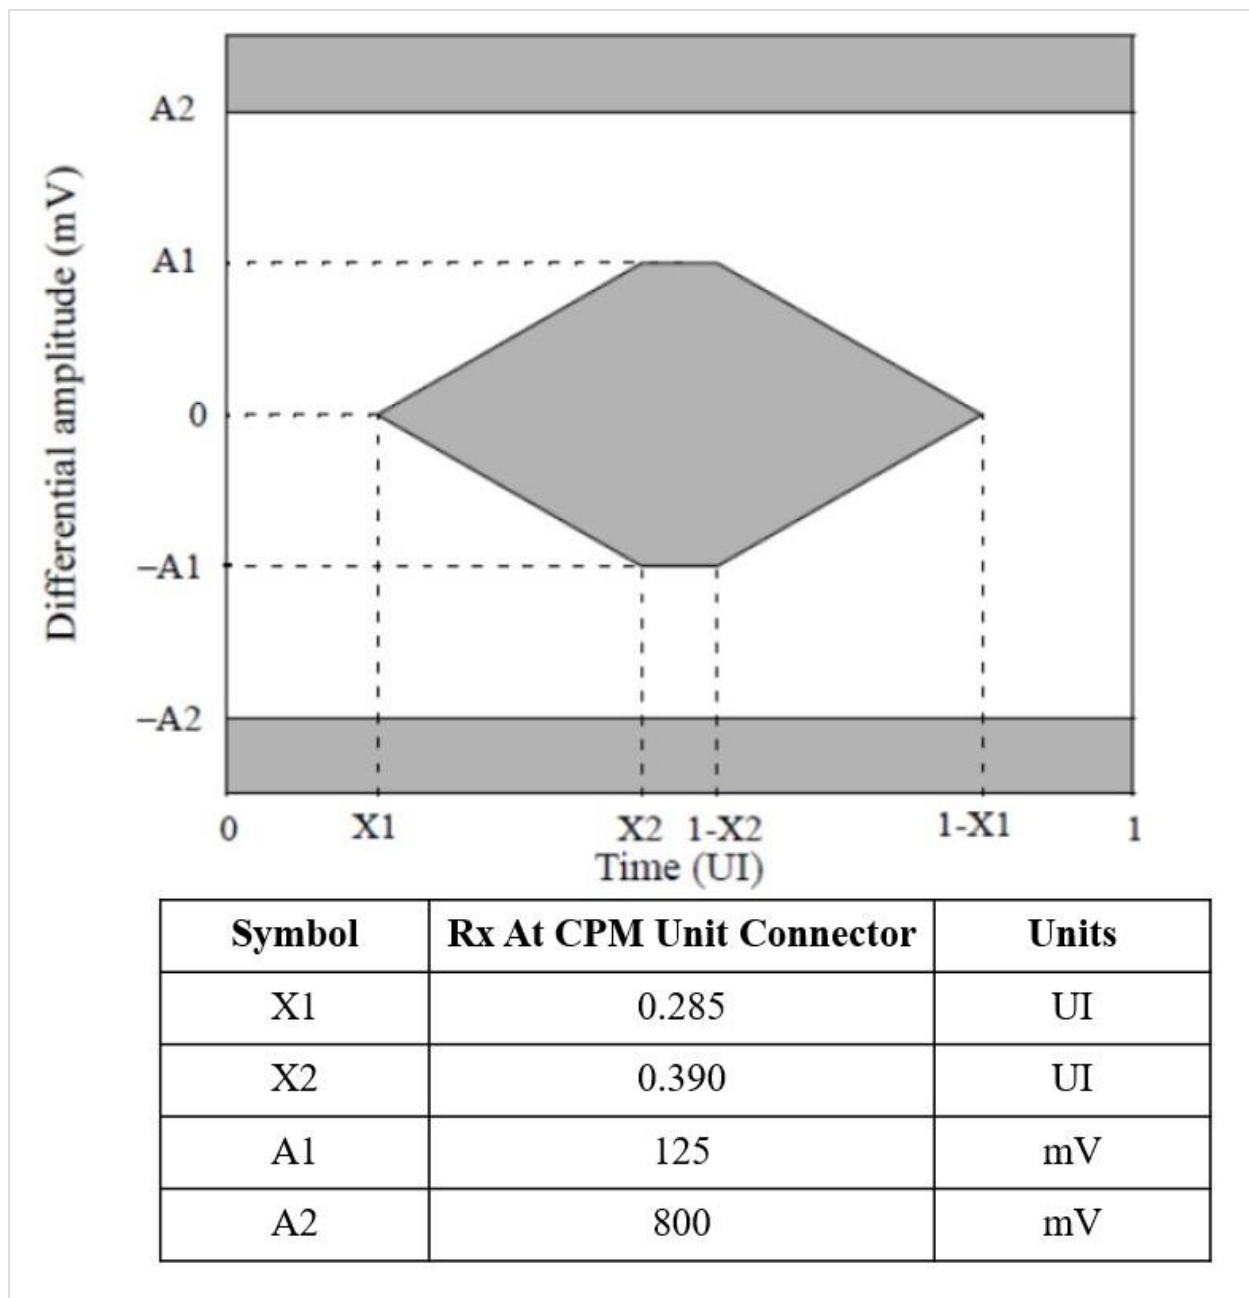 Differential amplitude (mV)
A2
A1
0
–A1
–A2
0 X1 X2 1-X2 1-X1 1
Time (UI)
Symbol Rx At CPM Unit Connector Units
X1 0.285 UI
X2 0.390 UI
A1 125 mV
A2 800 mV